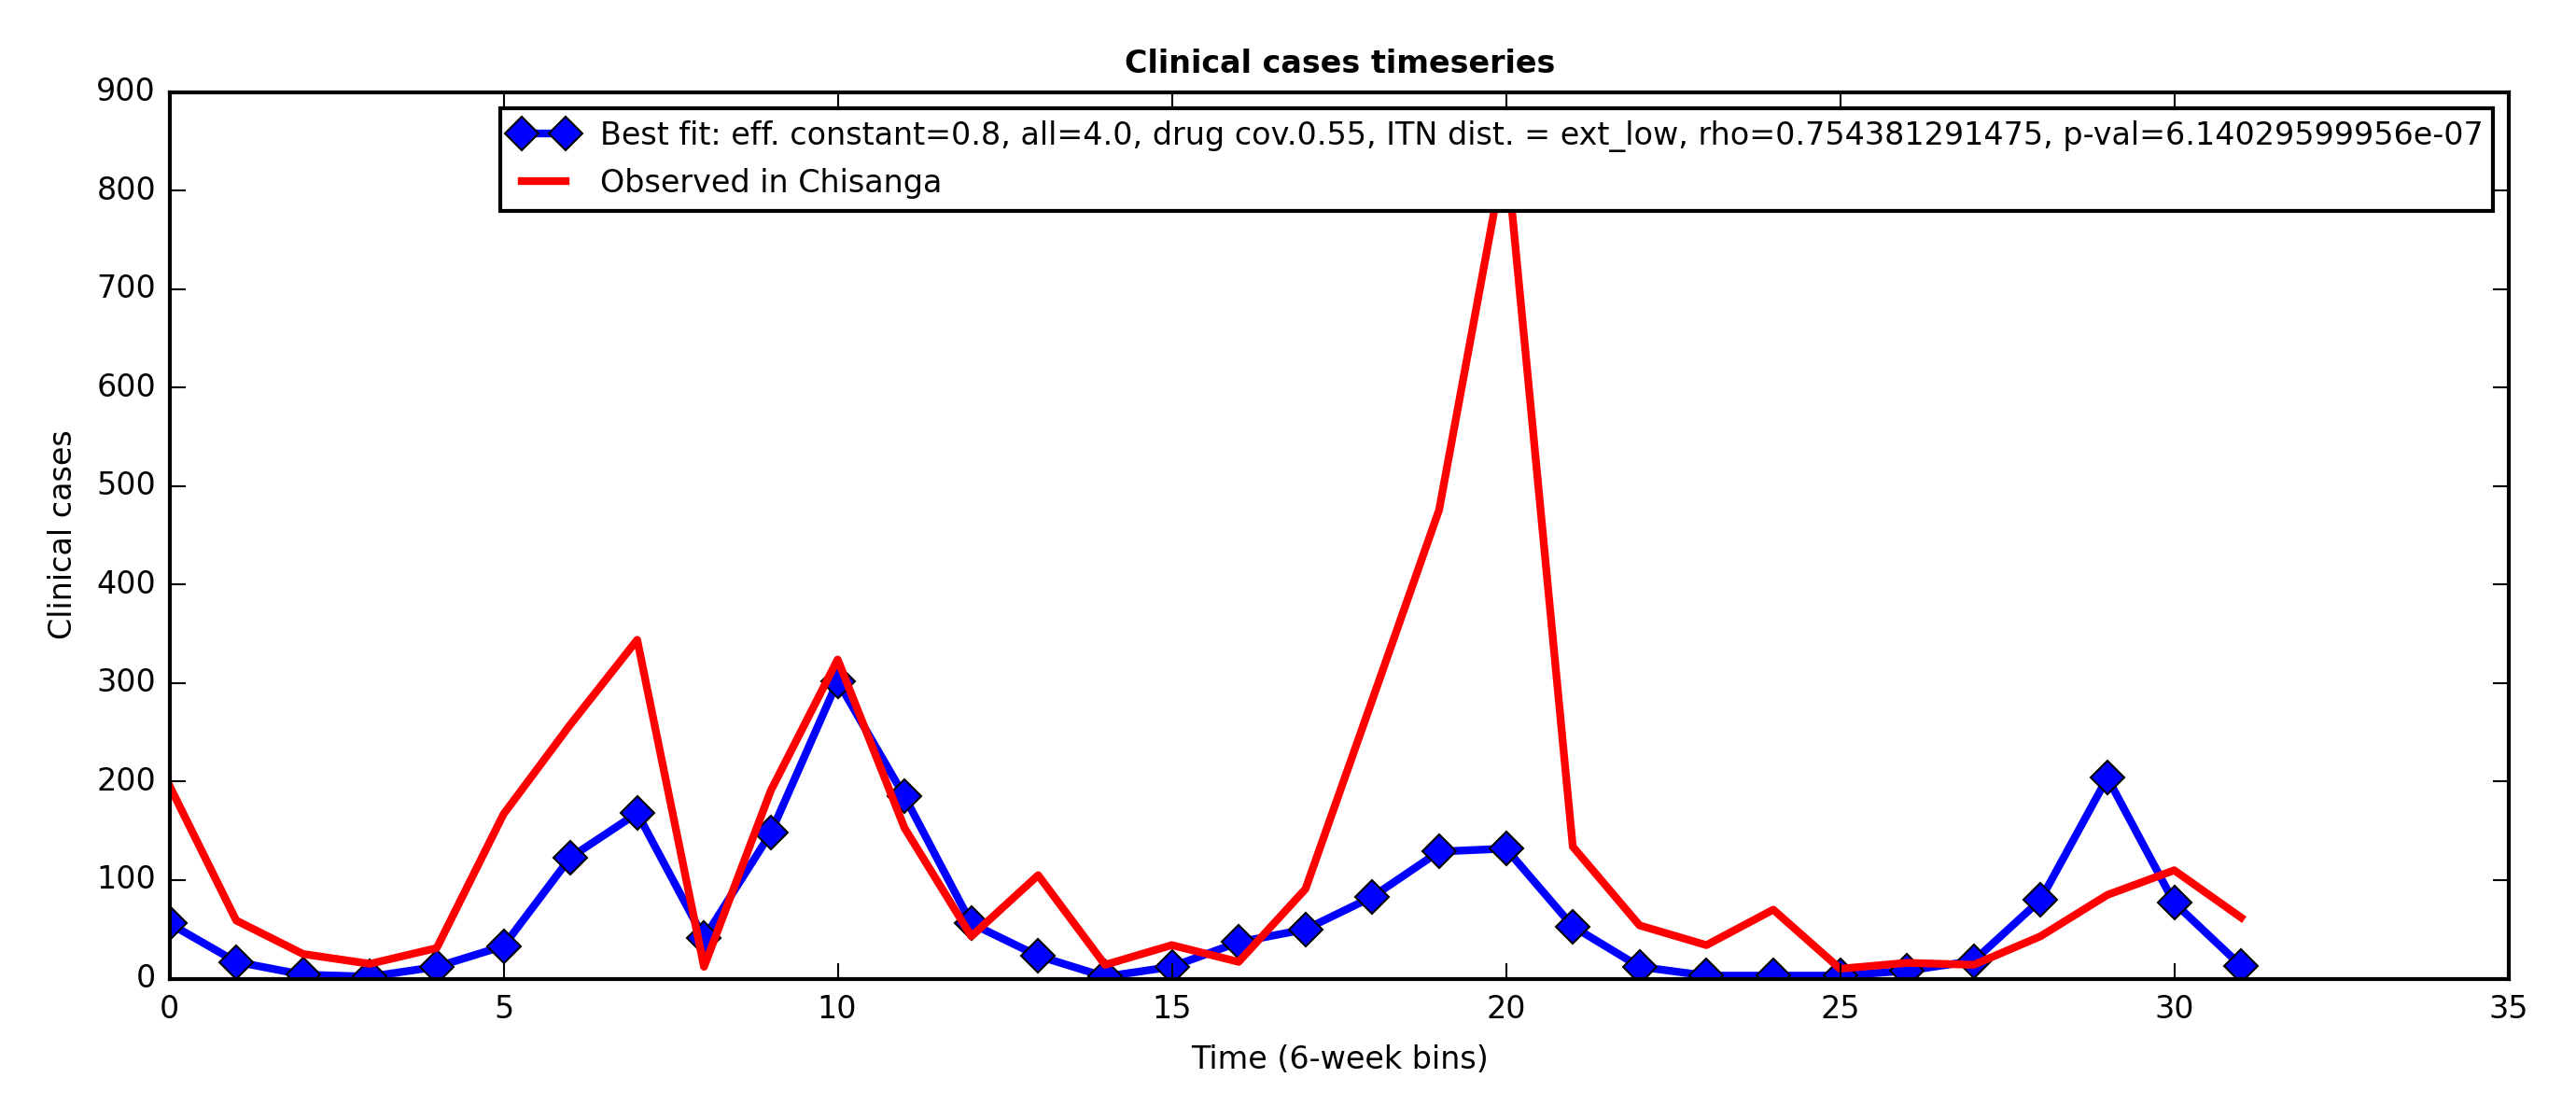 Clinical cases timeseries
900
800
700
600
500
400
300
200
100
0
Clinical cases
Best fit: eff. constant=0.8, all=4.0, drug cov.0.55, ITN dist. = ext_low, rho=0.754381291475, p-val=6.14029599956e-07
Observed in Chisanga
0 5 10 15 20 25 30 35
Time (6-week bins)